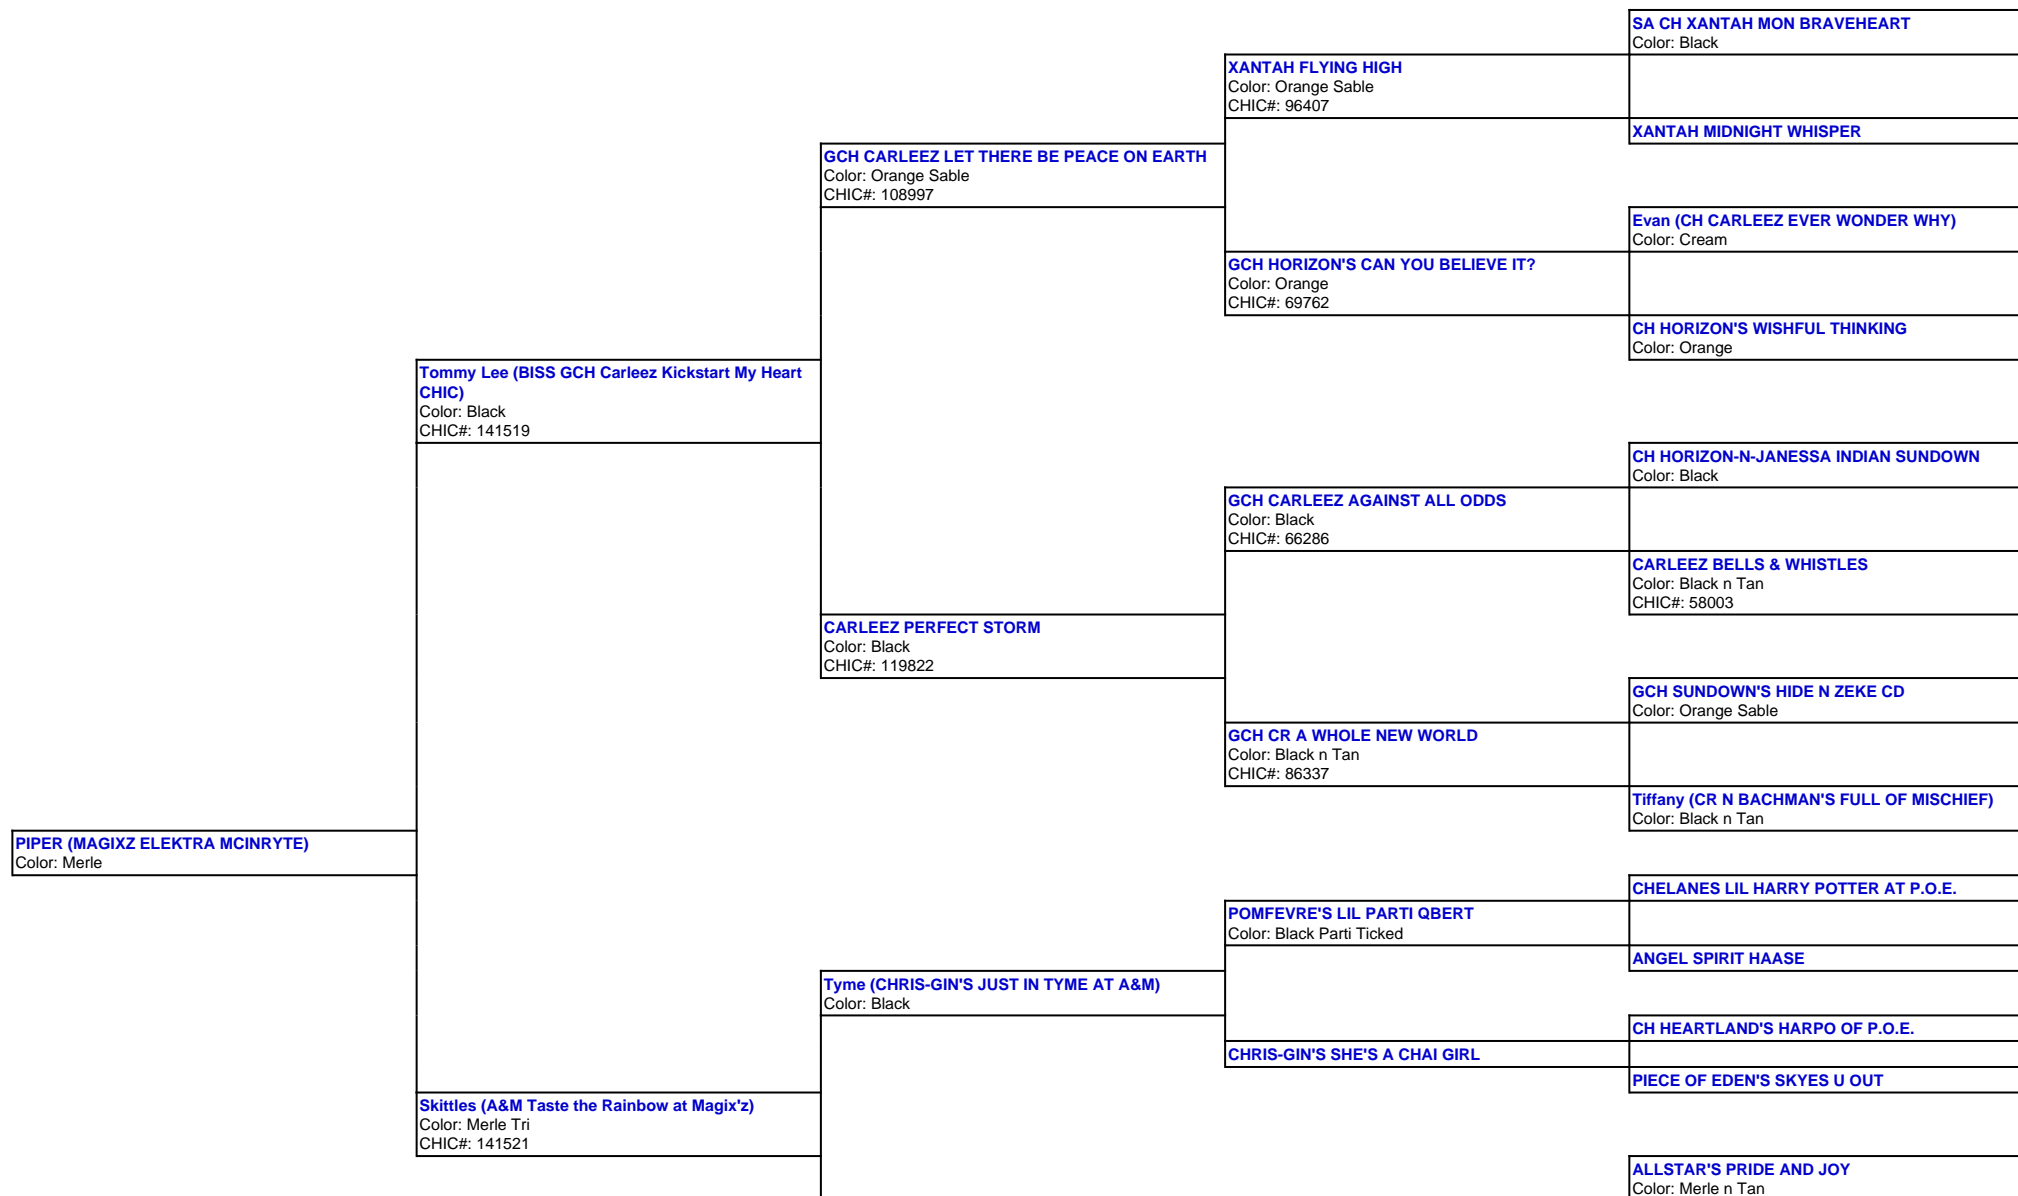 SA CH XANTAH MON BRAVEHEART
Color: Black
XANTAH FLYING HIGH
Color: Orange Sable
CHIC#: 96407
XANTAH MIDNIGHT WHISPER
GCH CARLEEZ LET THERE BE PEACE ON EARTH
Color: Orange Sable
CHIC#: 108997
Evan (CH CARLEEZ EVER WONDER WHY)
Color: Cream
GCH HORIZON'S CAN YOU BELIEVE IT?
Color: Orange
CHIC#: 69762
CH HORIZON'S WISHFUL THINKING
Color: Orange
Tommy Lee (BISS GCH Carleez Kickstart My Heart
CHIC)
Color: Black
CHIC#: 141519
CH HORIZON-N-JANESSA INDIAN SUNDOWN
Color: Black
GCH CARLEEZ AGAINST ALL ODDS
Color: Black
CHIC#: 66286
CARLEEZ BELLS & WHISTLES
Color: Black n Tan
CHIC#: 58003
CARLEEZ PERFECT STORM
Color: Black
CHIC#: 119822
GCH SUNDOWN'S HIDE N ZEKE CD
Color: Orange Sable
GCH CR A WHOLE NEW WORLD
Color: Black n Tan
CHIC#: 86337
Tiffany (CR N BACHMAN'S FULL OF MISCHIEF)
Color: Black n Tan
PIPER (MAGIXZ ELEKTRA MCINRYTE)
Color: Merle
CHELANES LIL HARRY POTTER AT P.O.E.
POMFEVRE'S LIL PARTI QBERT
Color: Black Parti Ticked
ANGEL SPIRIT HAASE
Tyme (CHRIS-GIN'S JUST IN TYME AT A&M)
Color: Black
CH HEARTLAND'S HARPO OF P.O.E.
CHRIS-GIN'S SHE'S A CHAI GIRL
PIECE OF EDEN'S SKYES U OUT
Skittles (A&M Taste the Rainbow at Magix'z)
Color: Merle Tri
CHIC#: 141521
ALLSTAR'S PRIDE AND JOY
Color: Merle n Tan